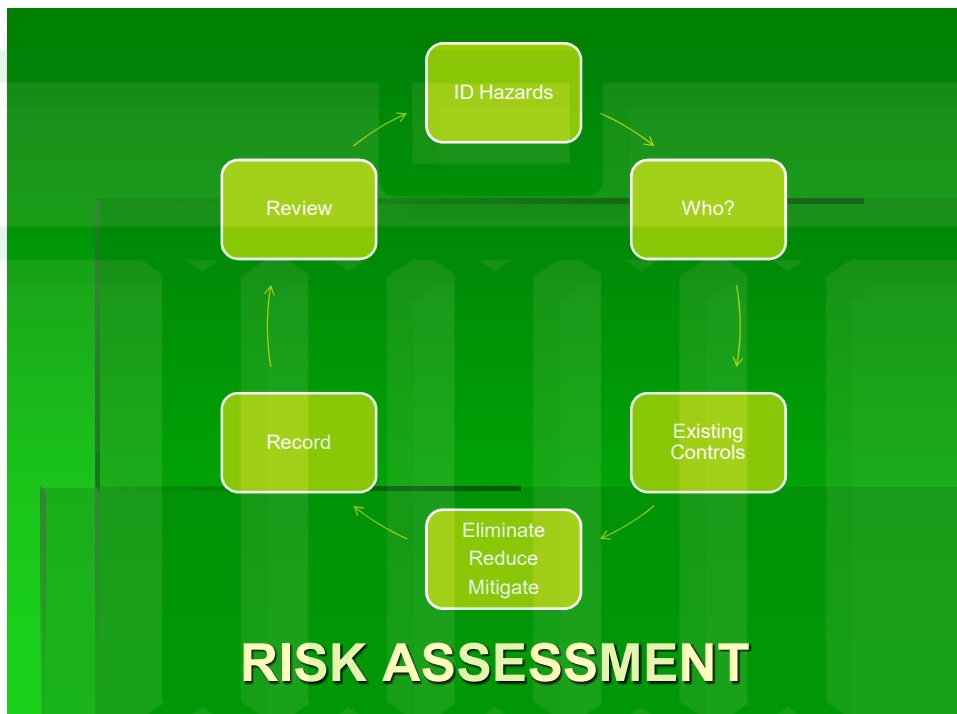 ID Hazards
Who?
Existing
Controls
Eliminate
Reduce
Mitigate
Record
Review
RISK ASSESSMENT